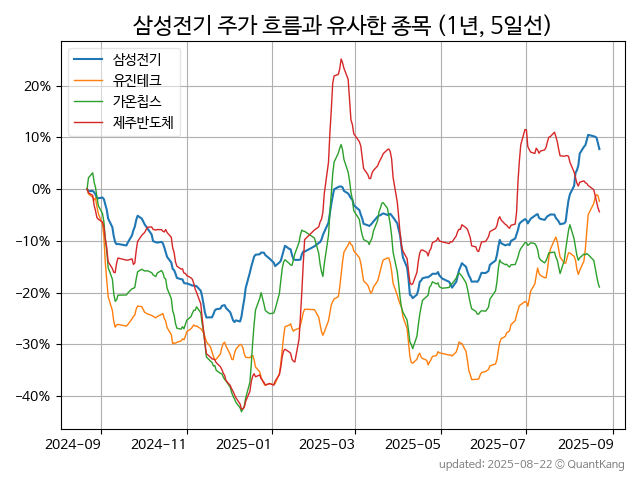 삼성전기 주가 흐름과 유사한 종목 (1년, 5일선)
삼성전기
유진테크
가온칩스
제주반도체
20%
10%
0%
-10%
-20%
-30%
-40%
2024-09 2024-11 2025-01 2025-03 2025-05 2025-07 2025-09
updated: 2025-08-22 © QuantKang